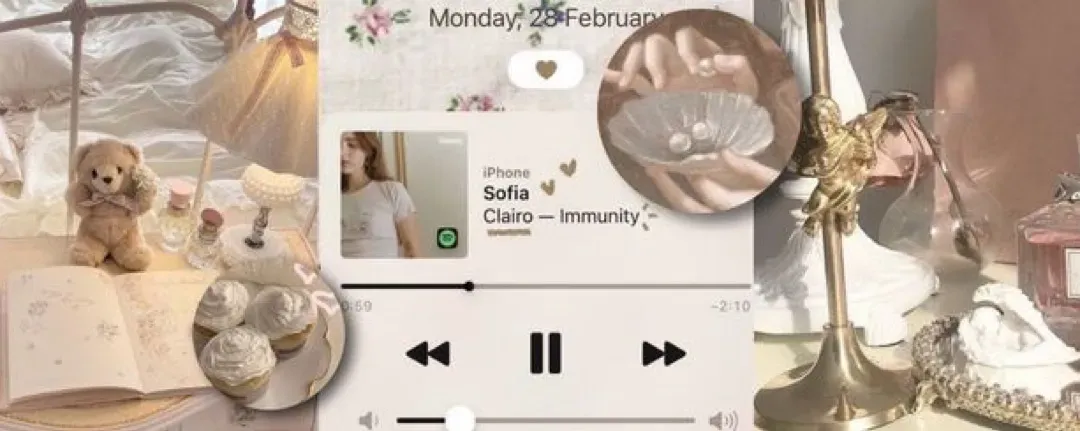 Monday, 28 February
iPhone
Sofia
Clairo — Immunity
0:59
-2:10